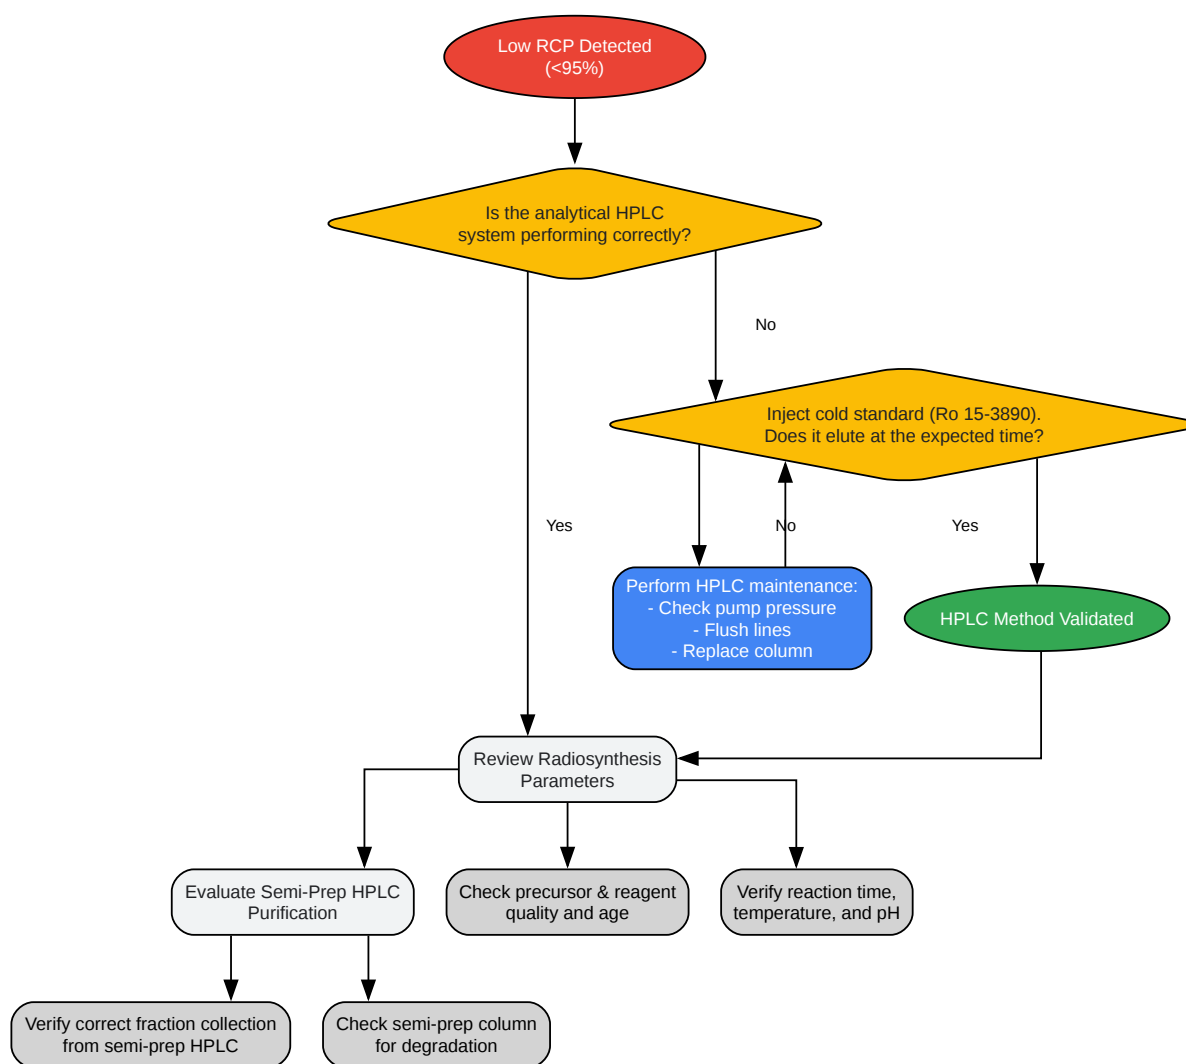 Low RCP Detected
(<95%)
Is the analytical HPLC
system performing correctly?
No
Inject cold standard (Ro 15-3890).
Does it elute at the expected time?
Yes
No
Yes
Perform HPLC maintenance:
- Check pump pressure
- Flush lines
- Replace column
HPLC Method Validated
Review Radiosynthesis
Parameters
Evaluate Semi-Prep HPLC
Purification
Check precursor & reagent
quality and age
Verify reaction time,
temperature, and pH
Verify correct fraction collection
from semi-prep HPLC
Check semi-prep column
for degradation